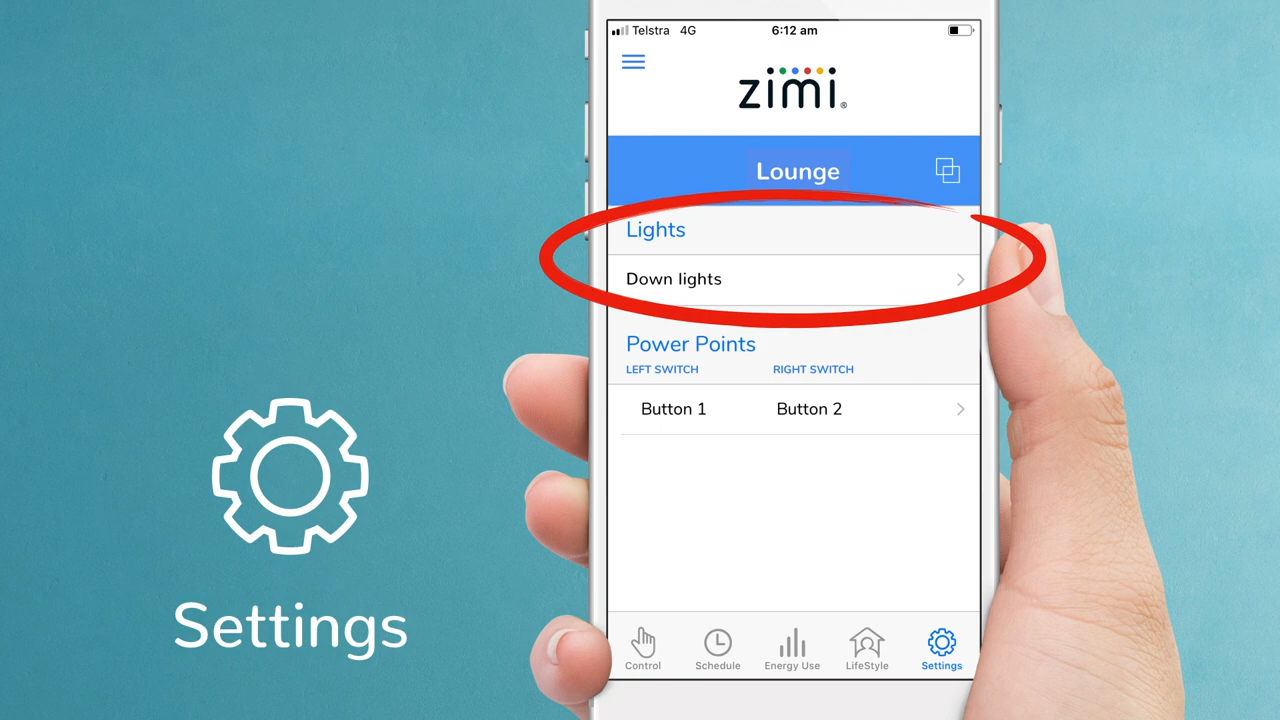 Telstra 4G 6:12 am
zimi®
Lounge
Lights
Down lights
Power Points
LEFT SWITCH RIGHT SWITCH
Button 1 Button 2
Control Schedule Energy Use LifeStyle Settings
Settings